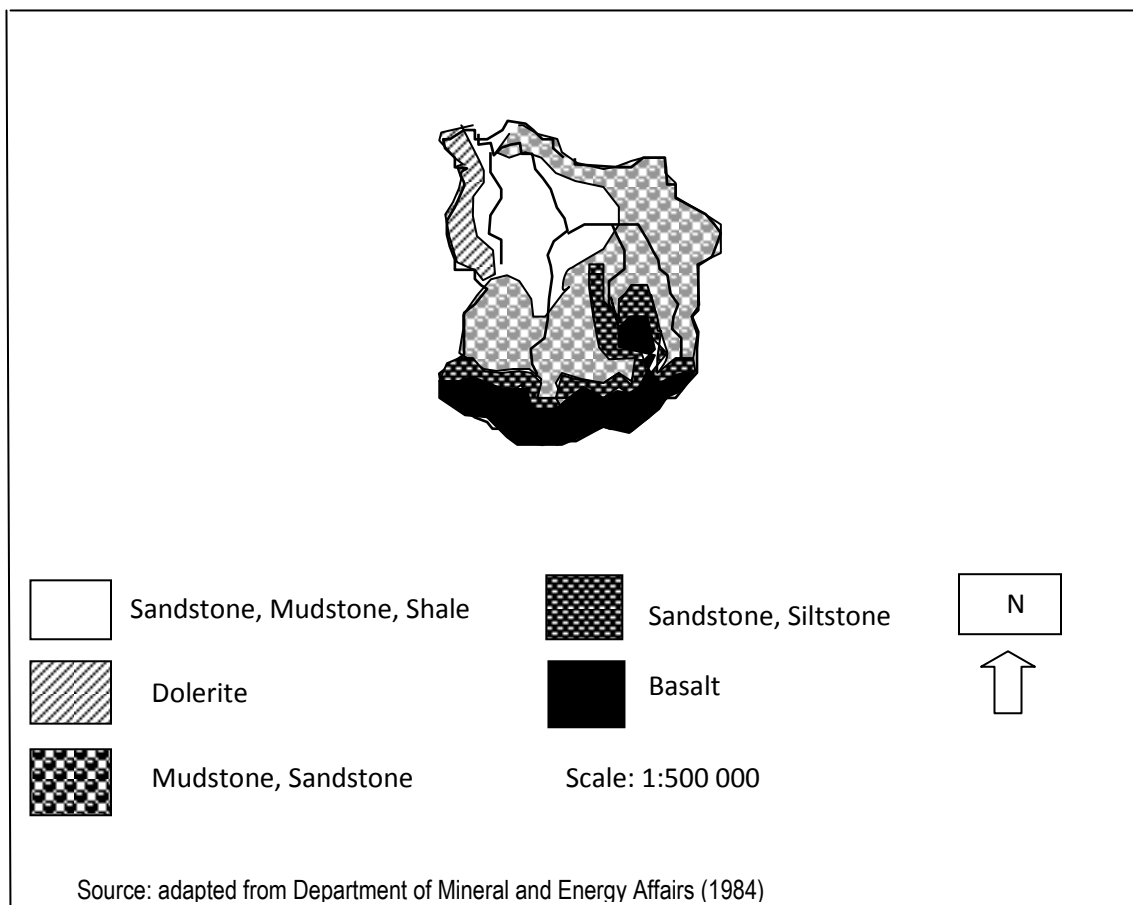 Sandstone, Mudstone, Shale
Sandstone, Siltstone
N
Dolerite
Basalt
Mudstone, Sandstone
Scale: 1:500 000
Source: adapted from Department of Mineral and Energy Affairs (1984)